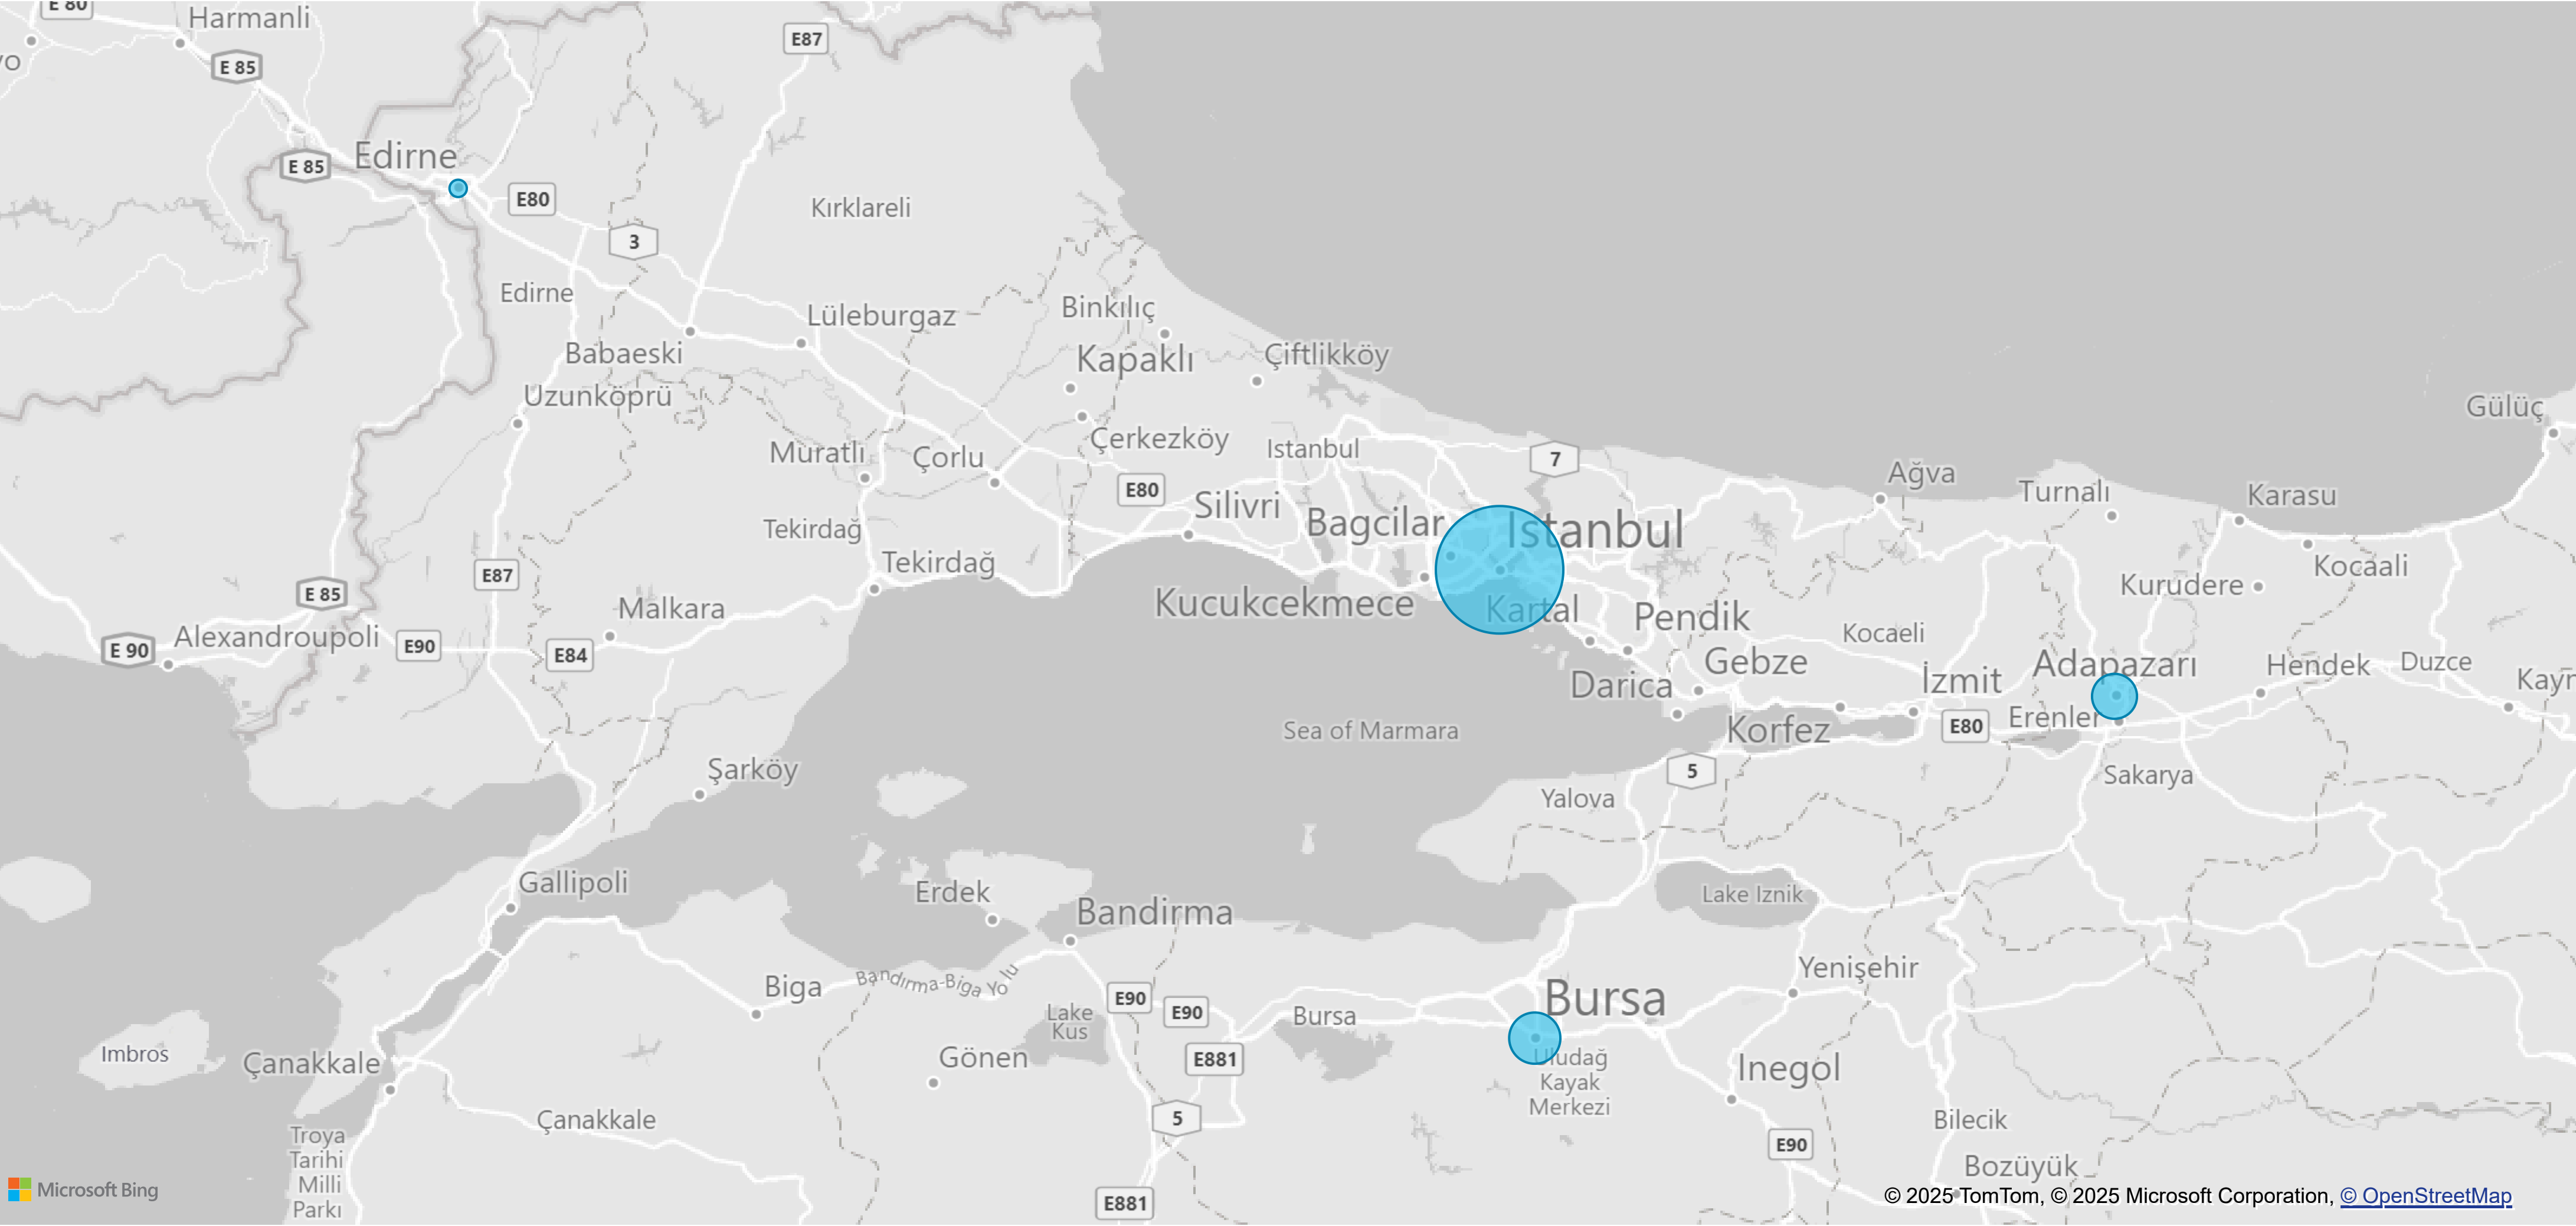 E 80
Harmanli
E87
E 85
Edirne
E 85
E80
Kırklareli
3
Edirne
Lüleburgaz
Binkılıç
Babaeski
Kapaklı
Çiftlikköy
Uzunköprü
Gülüç
Muratlı
Çorlu
Çerkezköy
Istanbul
7
Ağva
E80
Silivri
Turnalı
Karasu
Tekirdağ
Bagcilar
Istanbul
Tekirdağ
Kocaali
E87
Kurudere
E 85
Malkara
Kucukcekmece
Kartal
Pendik
Kocaeli
E 90
Alexandroupoli
E90
E84
Gebze
Adapazarı
Hendek
Duzce
Darica
İzmit
Sea of Marmara
Korfez
E80
Erenler
Şarköy
5
Sakarya
Yalova
Gallipoli
Erdek
Lake Iznik
Bandirma
Biga
Bandırma-Biga Yolu
Yenişehir
E90
E90
Bursa
Lake
Kus
Bursa
Imbros
Çanakkale
Gönen
E881
Uludağ
Kayak
Merkezi
Inegol
Çanakkale
5
Bilecik
Troya
Tarihi
Milli
Parkı
E90
Bozüyük
Microsoft Bing
E881
© 2025 TomTom, © 2025 Microsoft Corporation, © OpenStreetMap